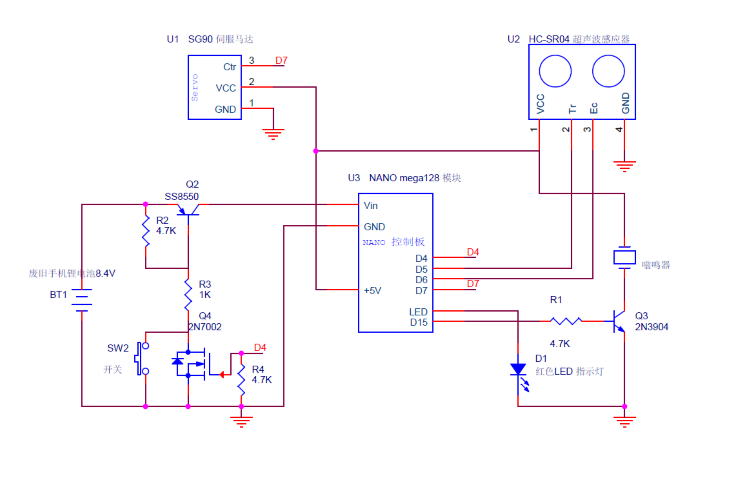 U1 SG90 伺服马达
U2 HC-SR04 超声波感应器
Servo
Ctr
3
D7
VCC
2
GND
1
VCC
Tr
Ec
GND
1
2
3
4
U3 NANO mega128 模块
Q2
SS8550
Vin
GND
NANO 控制板
R2
4.7K
D4
D4
D5
D6
D7
D7
废旧手机锂电池8.4V
BT1
R3
1K
+5V
嗡鸣器
LED
D15
R1
4.7K
Q3
2N3904
Q4
2N7002
SW2
开关
D4
R4
4.7K
D1
红色LED 指示灯